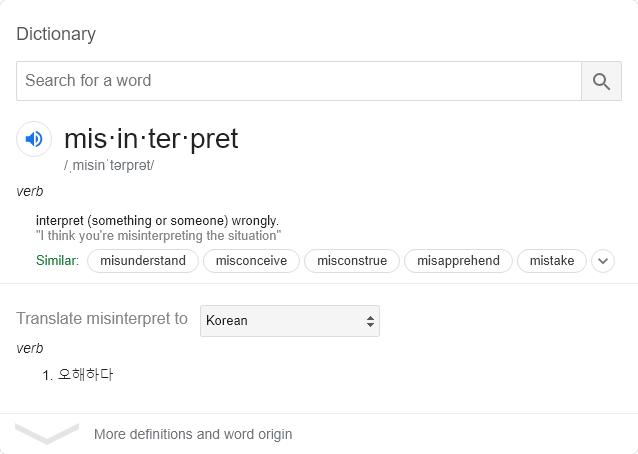 Dictionary
Search for a word
mis·in·ter·pret
/ˌmisinˈtərprət/
verb
interpret (something or someone) wrongly.
"I think you're misinterpreting the situation"
Similar: misunderstand misconceive misconstrue misapprehend mistake
Translate misinterpret to Korean
verb
1. 오해하다
More definitions and word origin